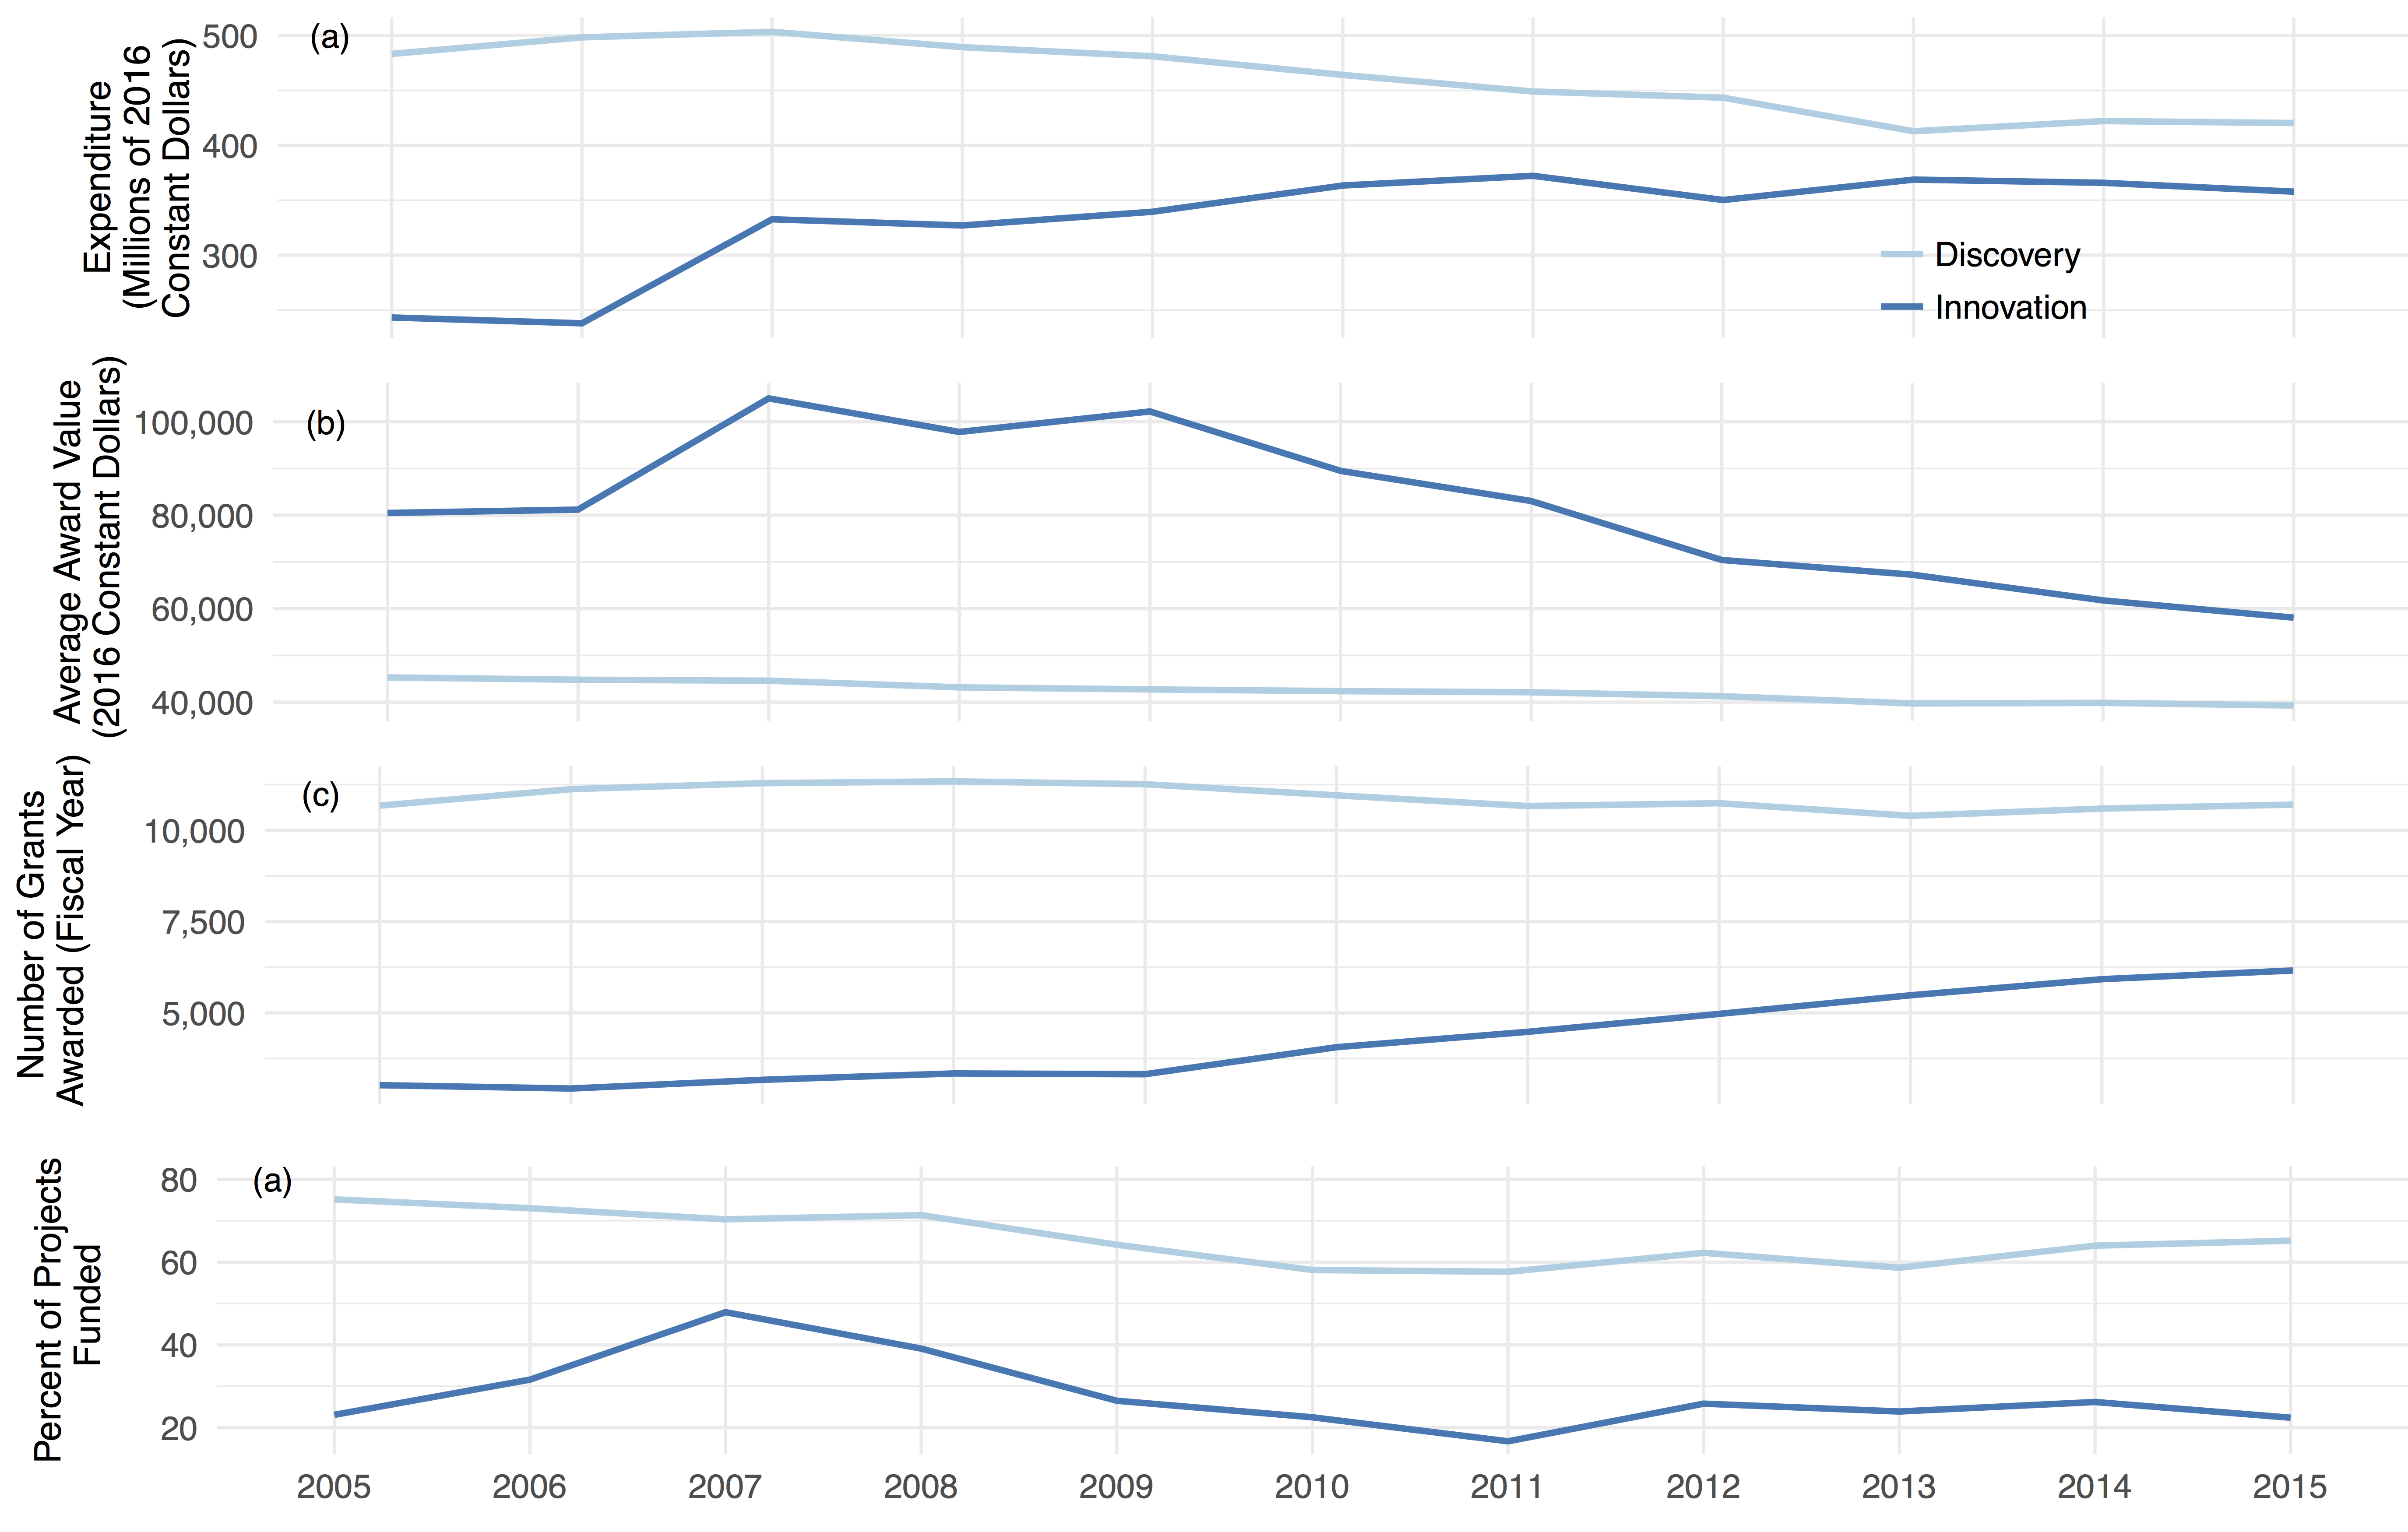 Expenditure
(Millions of 2016
Constant Dollars)
(a)
500
400
300
Discovery
Innovation
Average Award Value
(2016 Constant Dollars)
(b)
100,000
80,000
60,000
40,000
Number of Grants
Awarded (Fiscal Year)
(c)
10,000
7,500
5,000
Percent of Projects
Funded
(a)
80
60
40
20
2005 2006 2007 2008 2009 2010 2011 2012 2013 2014 2015